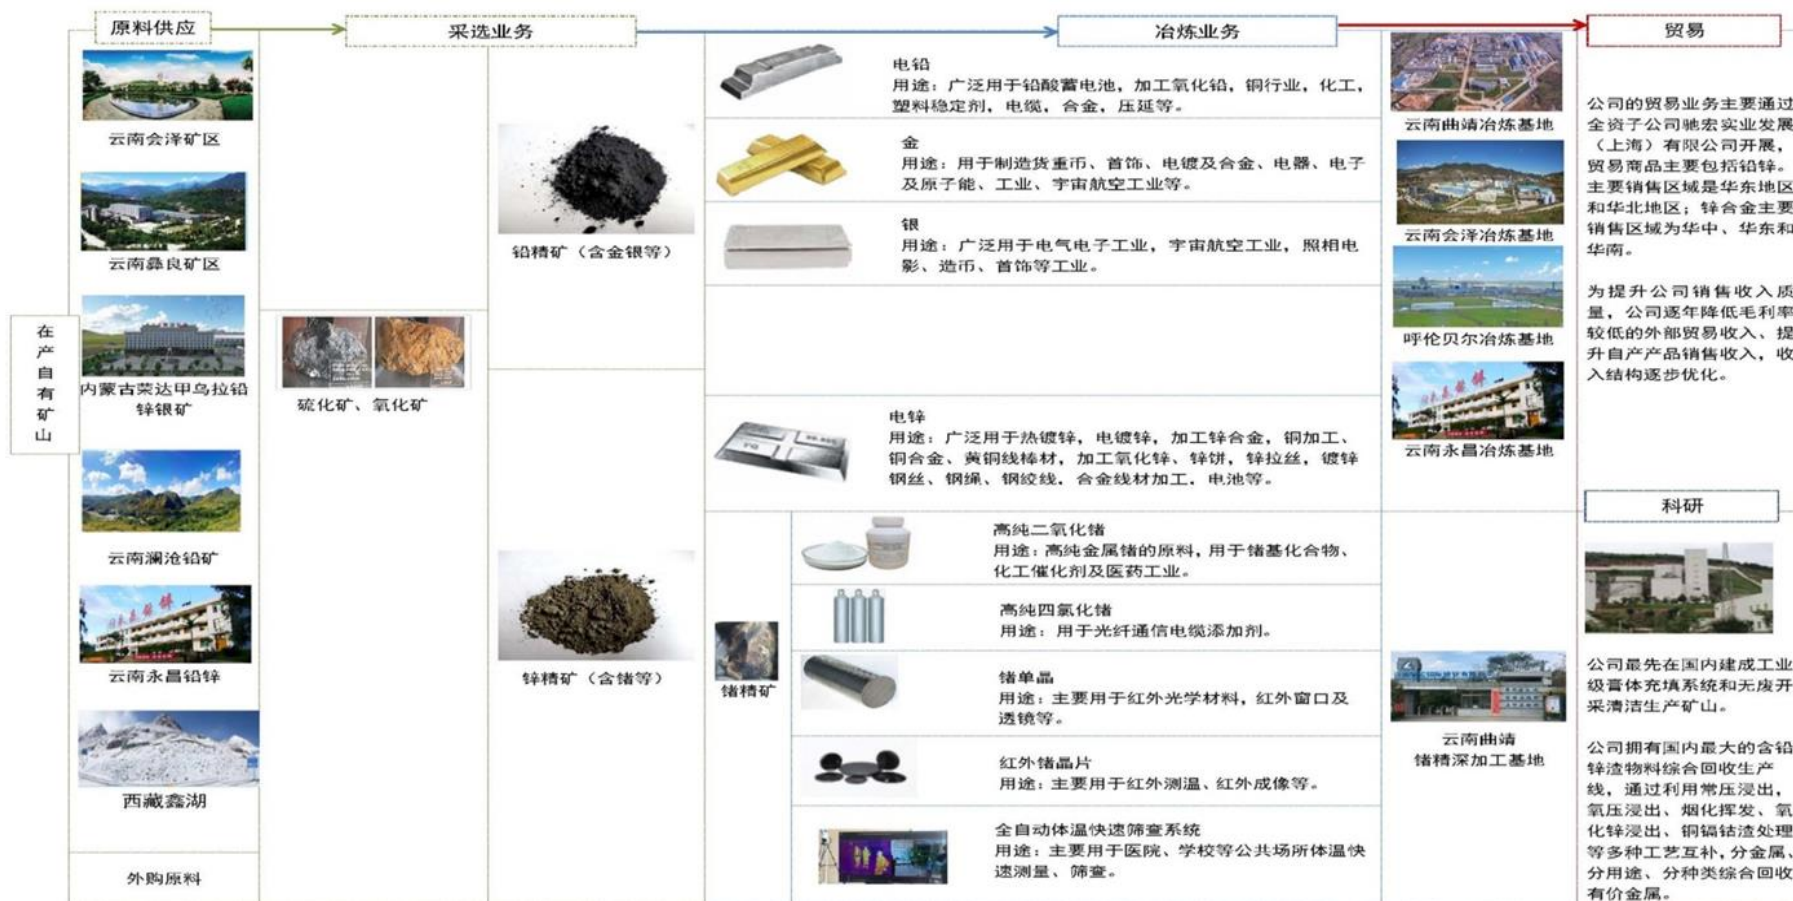 原料供应
采选业务
冶炼业务
贸易
在
产
自
有
矿
山
云南会泽矿区
云南彝良矿区
内蒙古荣达甲乌拉铅
锌银矿
云南澜沧铅矿
云南永昌铅锌
西藏鑫湖
外购原料
硫化矿、氧化矿
铅精矿（含金银等）
锌精矿（含锗等）
电铅
用途：广泛用于铅酸蓄电池，加工氧化铅，铜行业，化工，
塑料稳定剂，电缆，合金，压延等。
金
用途：用于制造货重币、首饰、电镀及合金、电器、电子
及原子能、工业、宇宙航空工业等。
银
用途：广泛用于电气电子工业，宇宙航空工业，照相电
影、造币、首饰等工业。
电锌
用途：广泛用于热镀锌，电镀锌，加工锌合金，铜加工、
铜合金、黄铜线棒材，加工氧化锌、锌饼，锌拉丝，镀锌
钢丝、钢绳、钢绞线，合金线材加工，电池等。
锗精矿
高纯二氧化锗
用途：高纯金属锗的原料，用于锗基化合物、
化工催化剂及医药工业。
高纯四氯化锗
用途：用于光纤通信电缆添加剂。
锗单晶
用途：主要用于红外光学材料，红外窗口及
透镜等。
红外锗晶片
用途：主要用于红外测温、红外成像等。
全自动体温快速筛查系统
用途：主要用于医院、学校等公共场所体温快
速测量、筛查。
云南曲靖冶炼基地
云南会泽冶炼基地
呼伦贝尔冶炼基地
云南永昌冶炼基地
云南曲靖
锗精深加工基地
公司的贸易业务主要通过
全资子公司驰宏实业发展
（上海）有限公司开展，
贸易商品主要包括铅锌。
主要销售区域是华东地区
和华北地区；锌合金主要
销售区域为华中、华东和
华南。
为提升公司销售收入质
量，公司逐年降低毛利率
较低的外部贸易收入、提
升自产产品销售收入，收
入结构逐步优化。
科研
公司最先在国内建成工业
级膏体充填系统和无废开
采清洁生产矿山。
公司拥有国内最大的含铅
锌渣物料综合回收生产
线，通过利用常压浸出，
氧压浸出、烟化挥发、氧
化锌浸出、铜镉钴渣处理
等多种工艺互补，分金属、
分用途、分种类综合回收
有价金属。